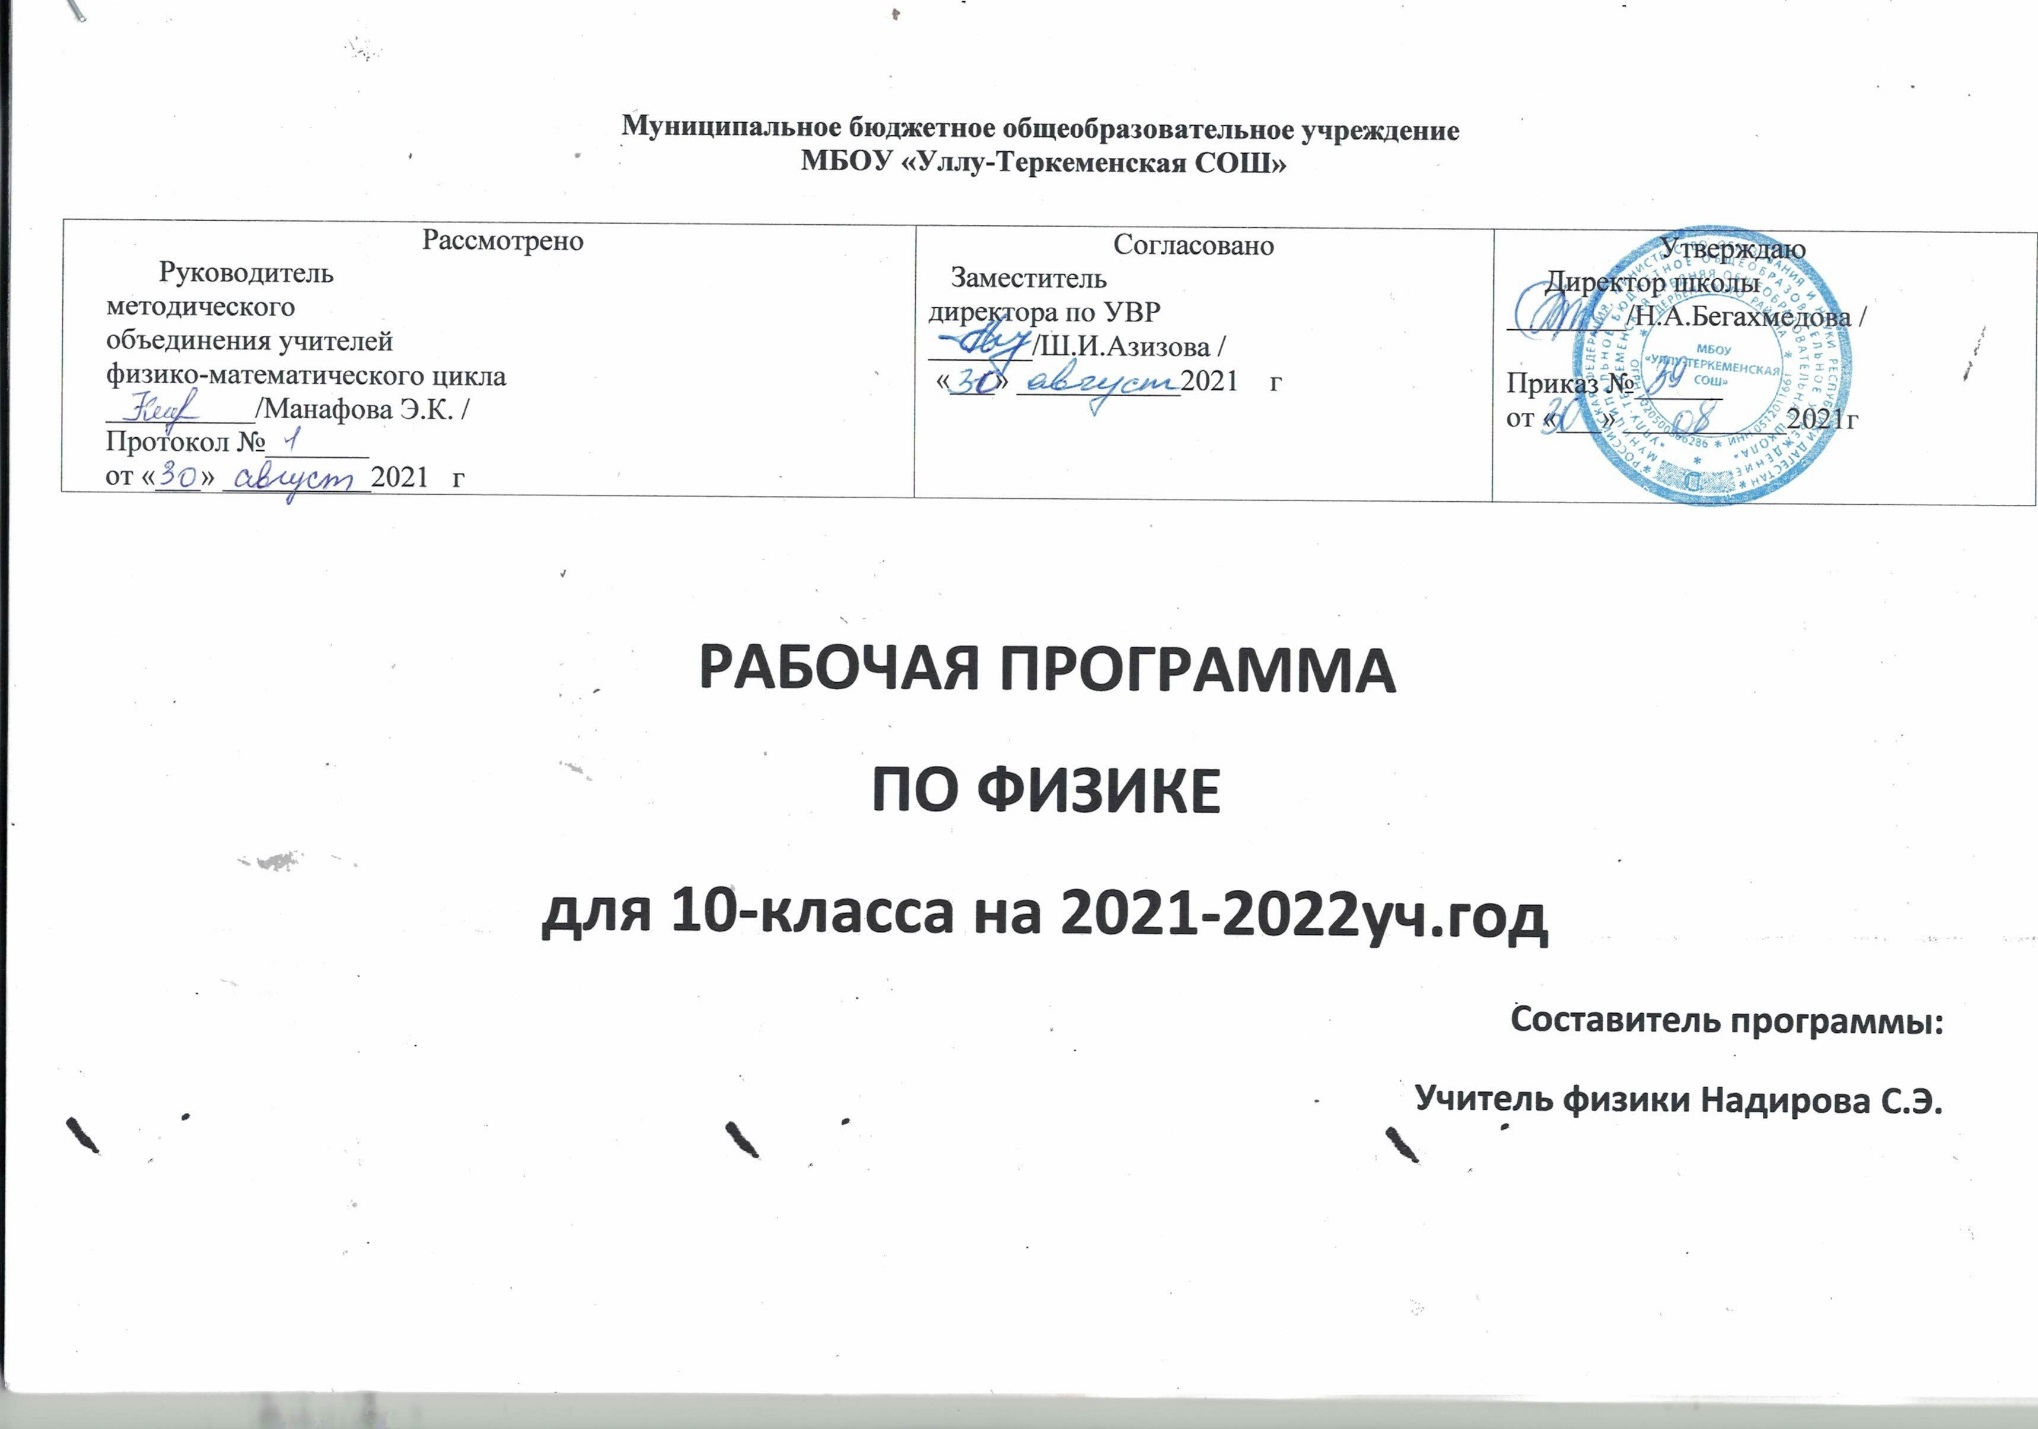 Муниципальное бюджетное общеобразовательное учреждение
МБОУ «Уллу-Теркеменская СОШ»
Рассмотрено
Руководитель
методического
объединения учителей
физико-математического цикла
/Манафова Э.К. /
Протокол № 1
от «30» август 2021 г
Согласовано
Заместитель
директора по УВР
/Ш.И.Азизова /
«30» август 2021 г
Утверждаю
Директор школы
/Н.А.Бегахмедова /
Приказ № 39
от «30» 08 2021г
МБОУ
«УЛЛУ-ТЕРКЕМЕНСКАЯ
СОШ»
РАБОЧАЯ ПРОГРАММА
ПО ФИЗИКЕ
для 10-класса на 2021-2022уч.год
Составитель программы:
Учитель физики Надирова С.Э.